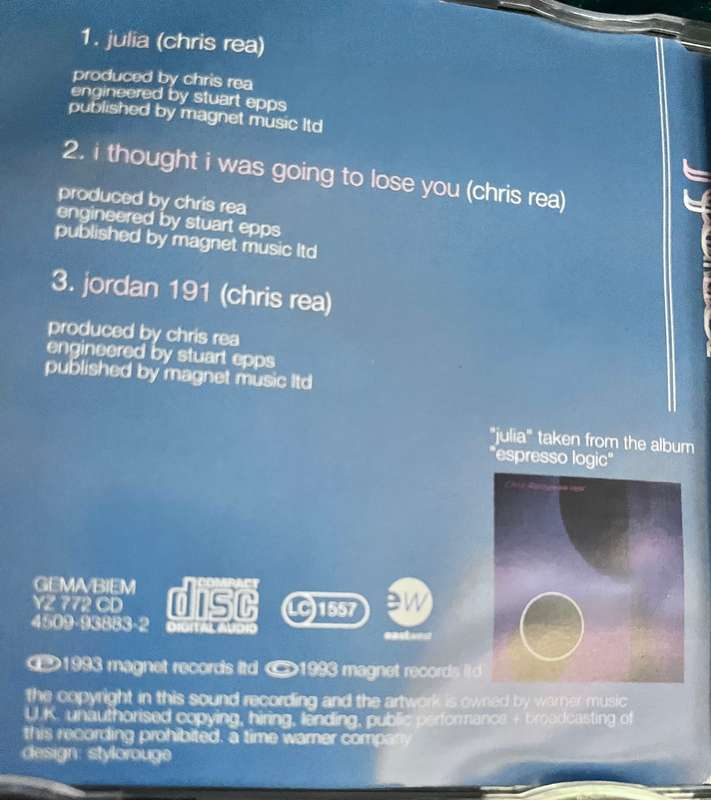 1. julia (chris rea)
produced by chris rea
engineered by stuart epps
published by magnet music ltd
2. i thought i was going to lose you (chris rea)
produced by chris rea
engineered by stuart epps
published by magnet music ltd
3. jordan 191 (chris rea)
produced by chris rea
engineered by stuart epps
published by magnet music ltd
"julia" taken from the album
"espresso logic"
GEMA/BIEM
YZ 772 CD
4509-93883-2
COMPACT
disc
DIGITAL AUDIO
LC 1557
ew
eastwest
℗1993 magnet records ltd ©1993 magnet records ltd
the copyright in this sound recording and the artwork is owned by warner music
U.K. unauthorised copying, hiring, lending, public performance + broadcasting of
this recording prohibited. a time warner company
design: stylorouge